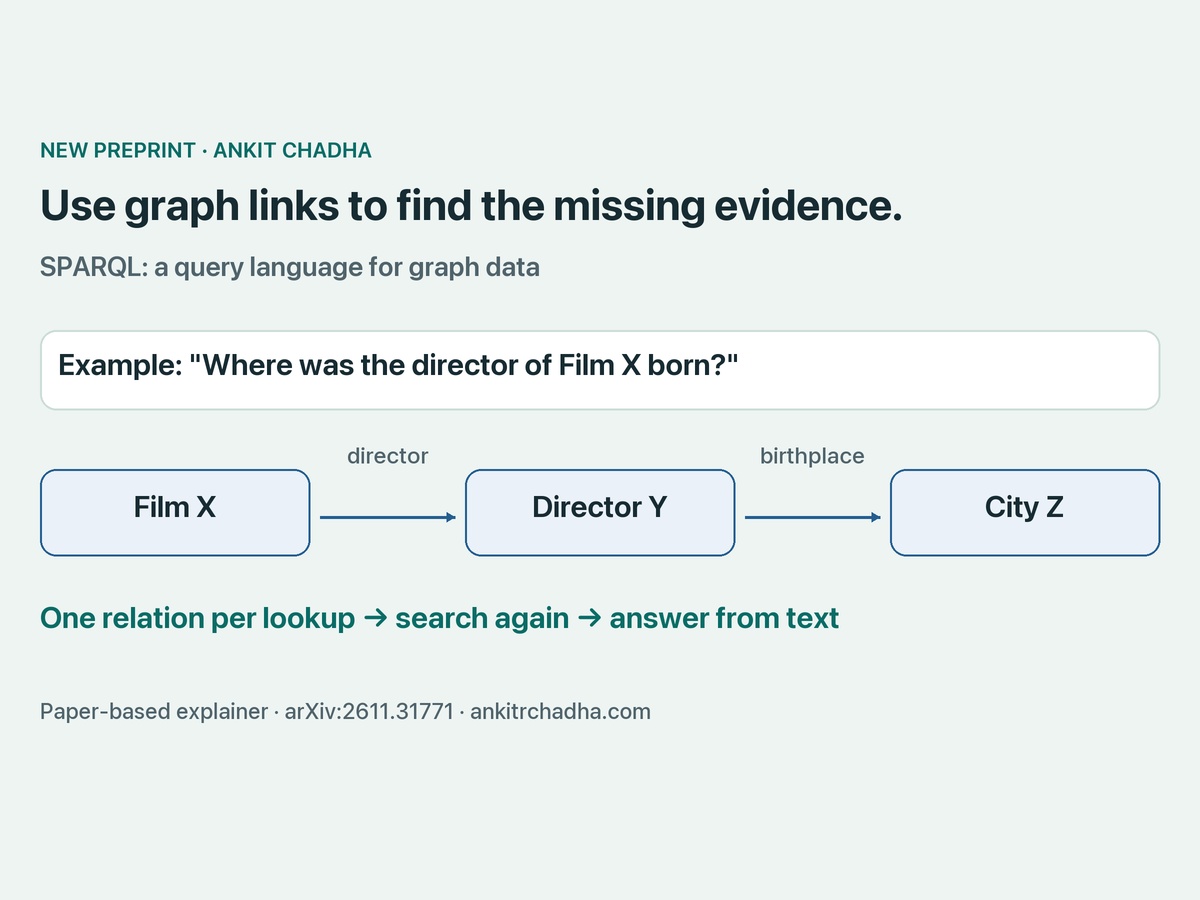 NEW PREPRINT · ANKIT CHADHA
Use graph links to find the missing evidence.
SPARQL: a query language for graph data
Example: "Where was the director of Film X born?"
director
birthplace
Film X
Director Y
City Z
One relation per lookup → search again → answer from text
Paper-based explainer · arXiv:2611.31771 · ankitrchadha.com